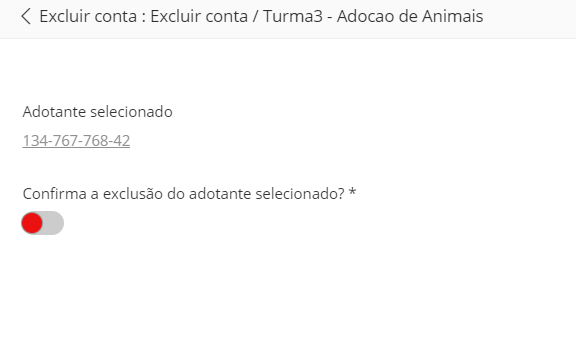 Excluir conta : Excluir conta / Turma3 - Adocao de Animais
Adotante selecionado
134-767-768-42
Confirma a exclusão do adotante selecionado? *